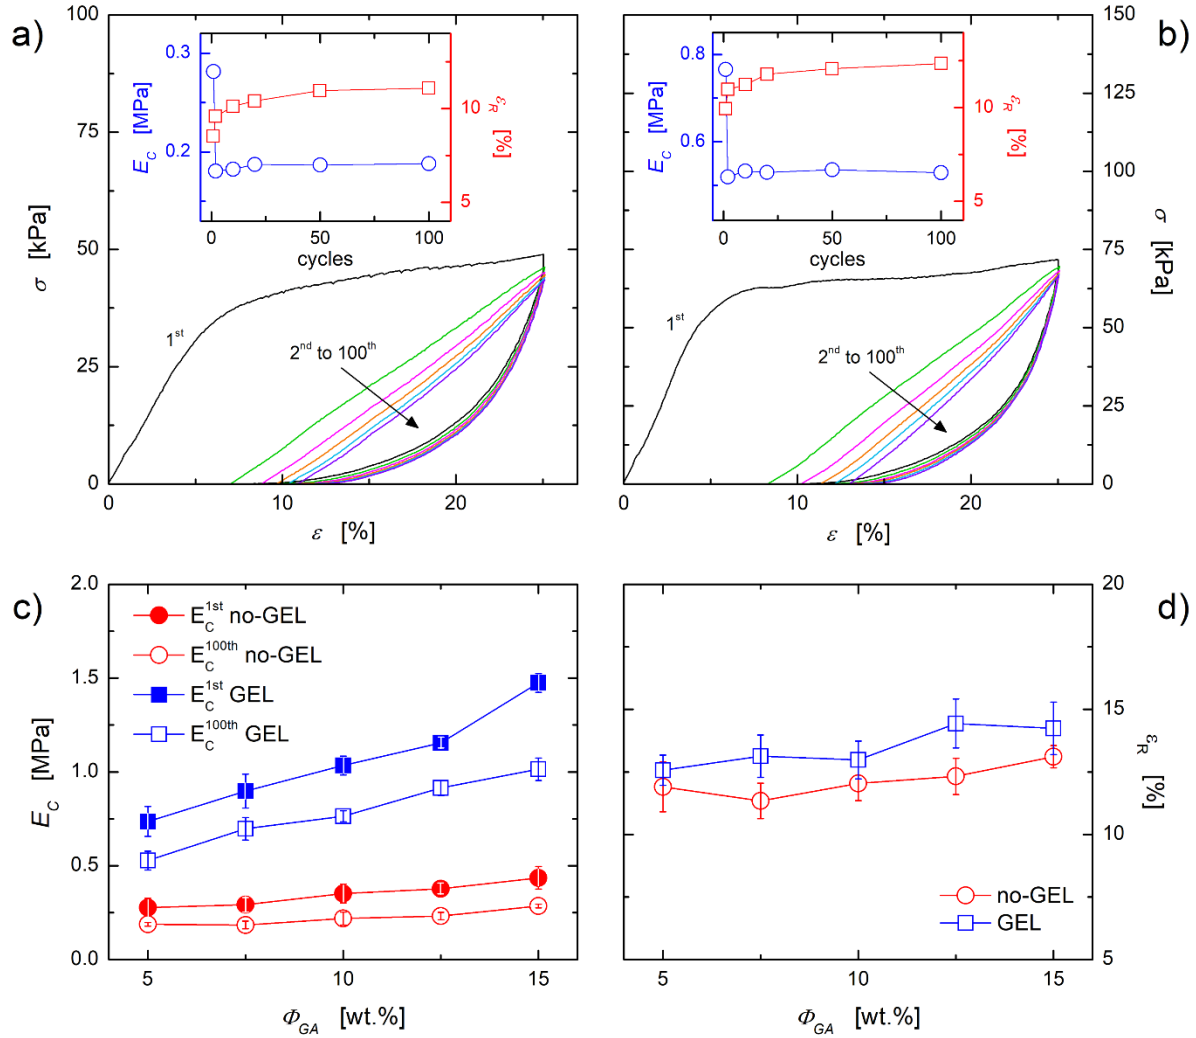 a)
100
75
50
25
0
σ [kPa]
0
10
20
ε [%]
1st
2nd to 100th
0.3
0.2
E_C [MPa]
10
5
ε_R [%]
0
50
100
cycles
b)
150
125
100
75
50
25
0
σ [kPa]
0
10
20
ε [%]
1st
2nd to 100th
0.8
0.6
E_C [MPa]
10
5
ε_R [%]
0
50
100
cycles
c)
2.0
1.5
1.0
0.5
0.0
E_C [MPa]
E_C^1st no-GEL
E_C^100th no-GEL
E_C^1st GEL
E_C^100th GEL
5
10
15
Φ_GA [wt.%]
d)
20
15
10
5
ε_R [%]
no-GEL
GEL
5
10
15
Φ_GA [wt.%]